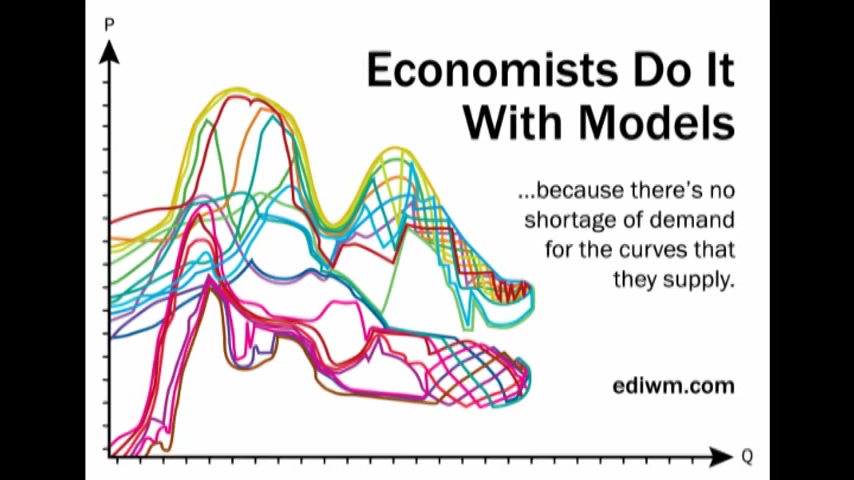 P
Economists Do It
With Models
...because there's no
shortage of demand
for the curves that
they supply.
ediwm.com
Q